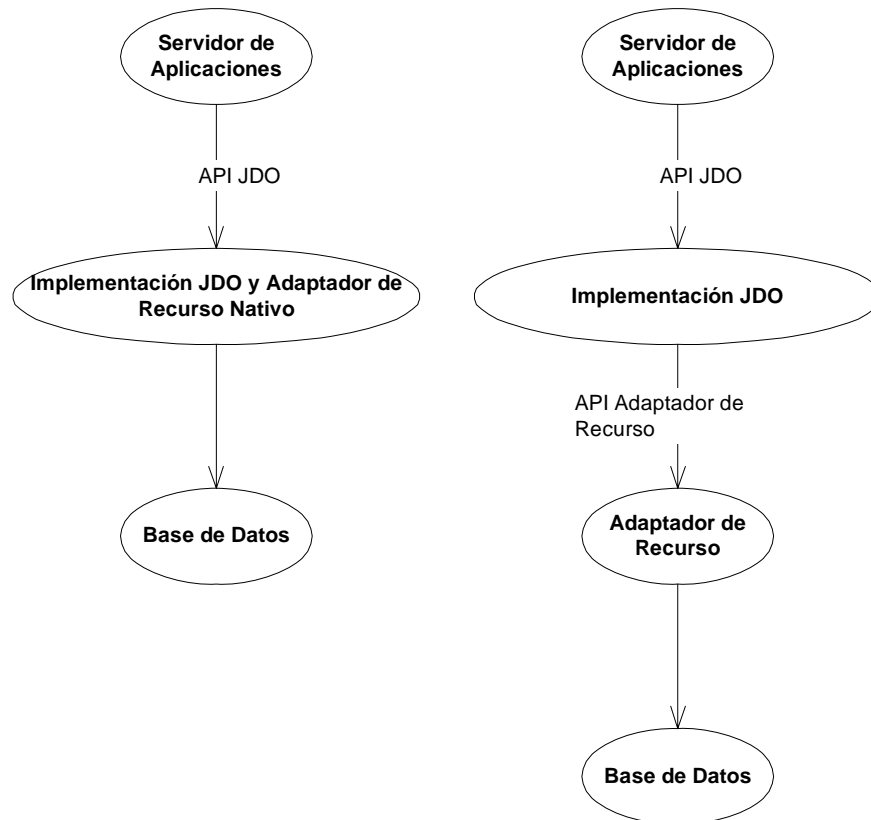 Servidor de
Aplicaciones
API JDO
Implementación JDO y Adaptador de
Recurso Nativo
Base de Datos
Servidor de
Aplicaciones
API JDO
Implementación JDO
API Adaptador de
Recurso
Adaptador de
Recurso
Base de Datos